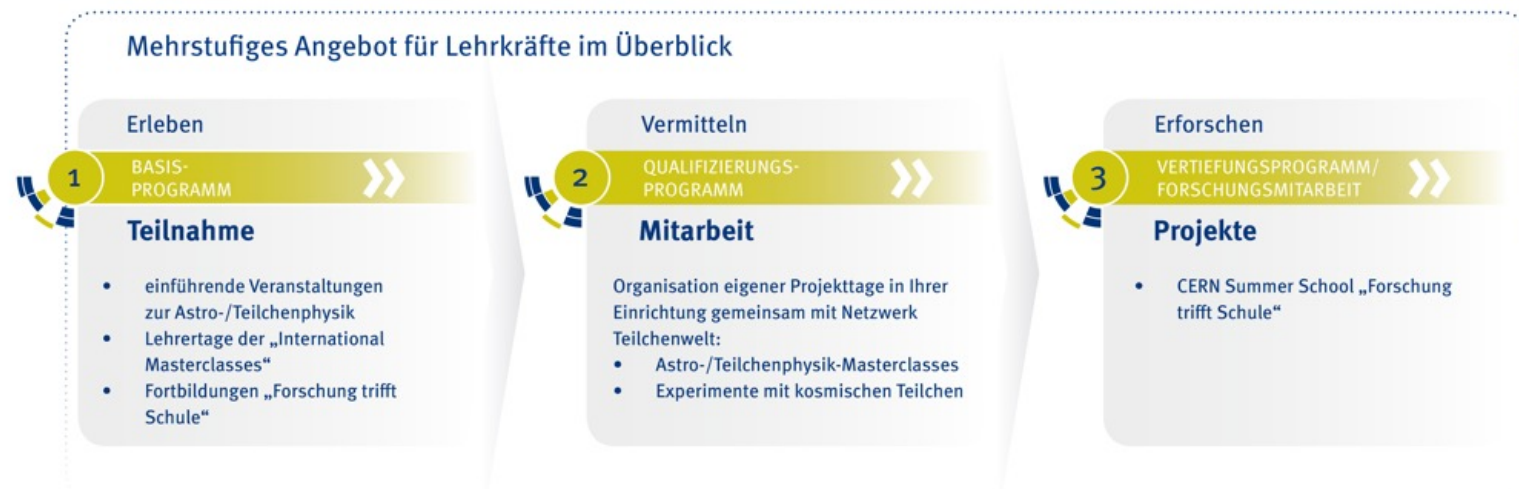 Mehrstufiges Angebot für Lehrkräfte im Überblick
Erleben
1
BASIS-
PROGRAMM
Teilnahme
• einführende Veranstaltungen
zur Astro-/Teilchenphysik
• Lehrertage der „International
Masterclasses“
• Fortbildungen „Forschung trifft
Schule“
Vermitteln
2
QUALIFIZIERUNGS-
PROGRAMM
Mitarbeit
Organisation eigener Projekttage in Ihrer
Einrichtung gemeinsam mit Netzwerk
Teilchenwelt:
• Astro-/Teilchenphysik-Masterclasses
• Experimente mit kosmischen Teilchen
Erforschen
3
VERTIEFUNGSPROGRAMM/
FORSCHUNGSMITARBEIT
Projekte
• CERN Summer School „Forschung
trifft Schule“